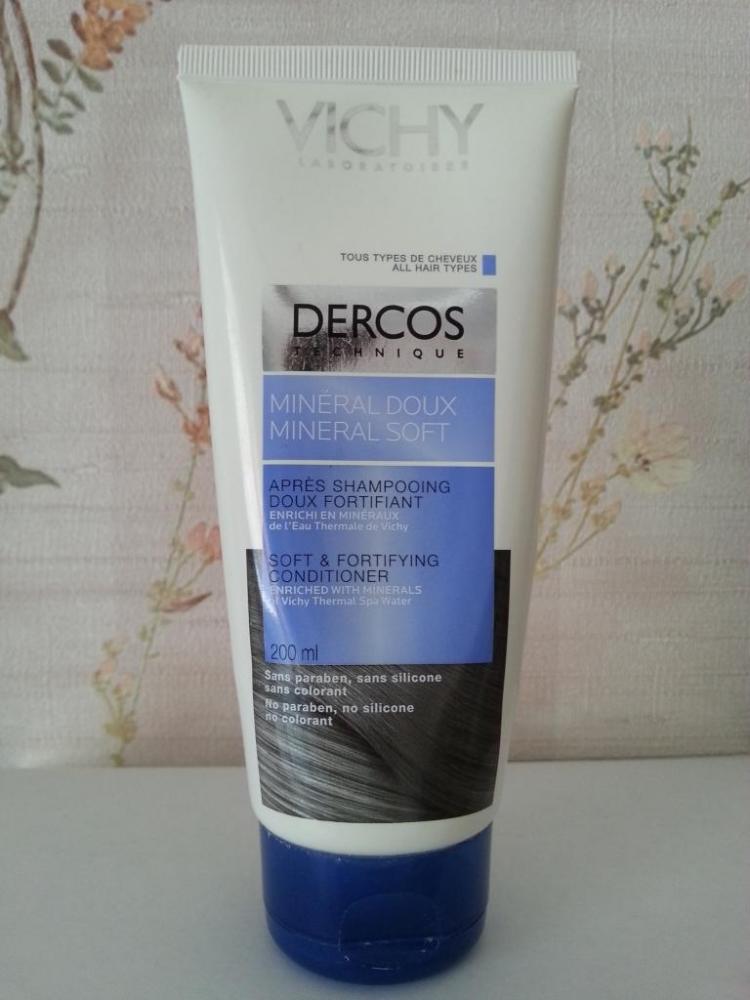 VICHY
LABORATOIRES
TOUS TYPES DE CHEVEUX
ALL HAIR TYPES
DERCOS
TECHNIQUE
MINÉRAL DOUX
MINERAL SOFT
APRÈS SHAMPOOING
DOUX FORTIFIANT
ENRICHI EN MINÉRAUX
de l'Eau Thermale de Vichy
SOFT & FORTIFYING
CONDITIONER
ENRICHED WITH MINERALS
of Vichy Thermal Spa Water
200 ml
Sans paraben, sans silicone
sans colorant
No paraben, no silicone
no colorant